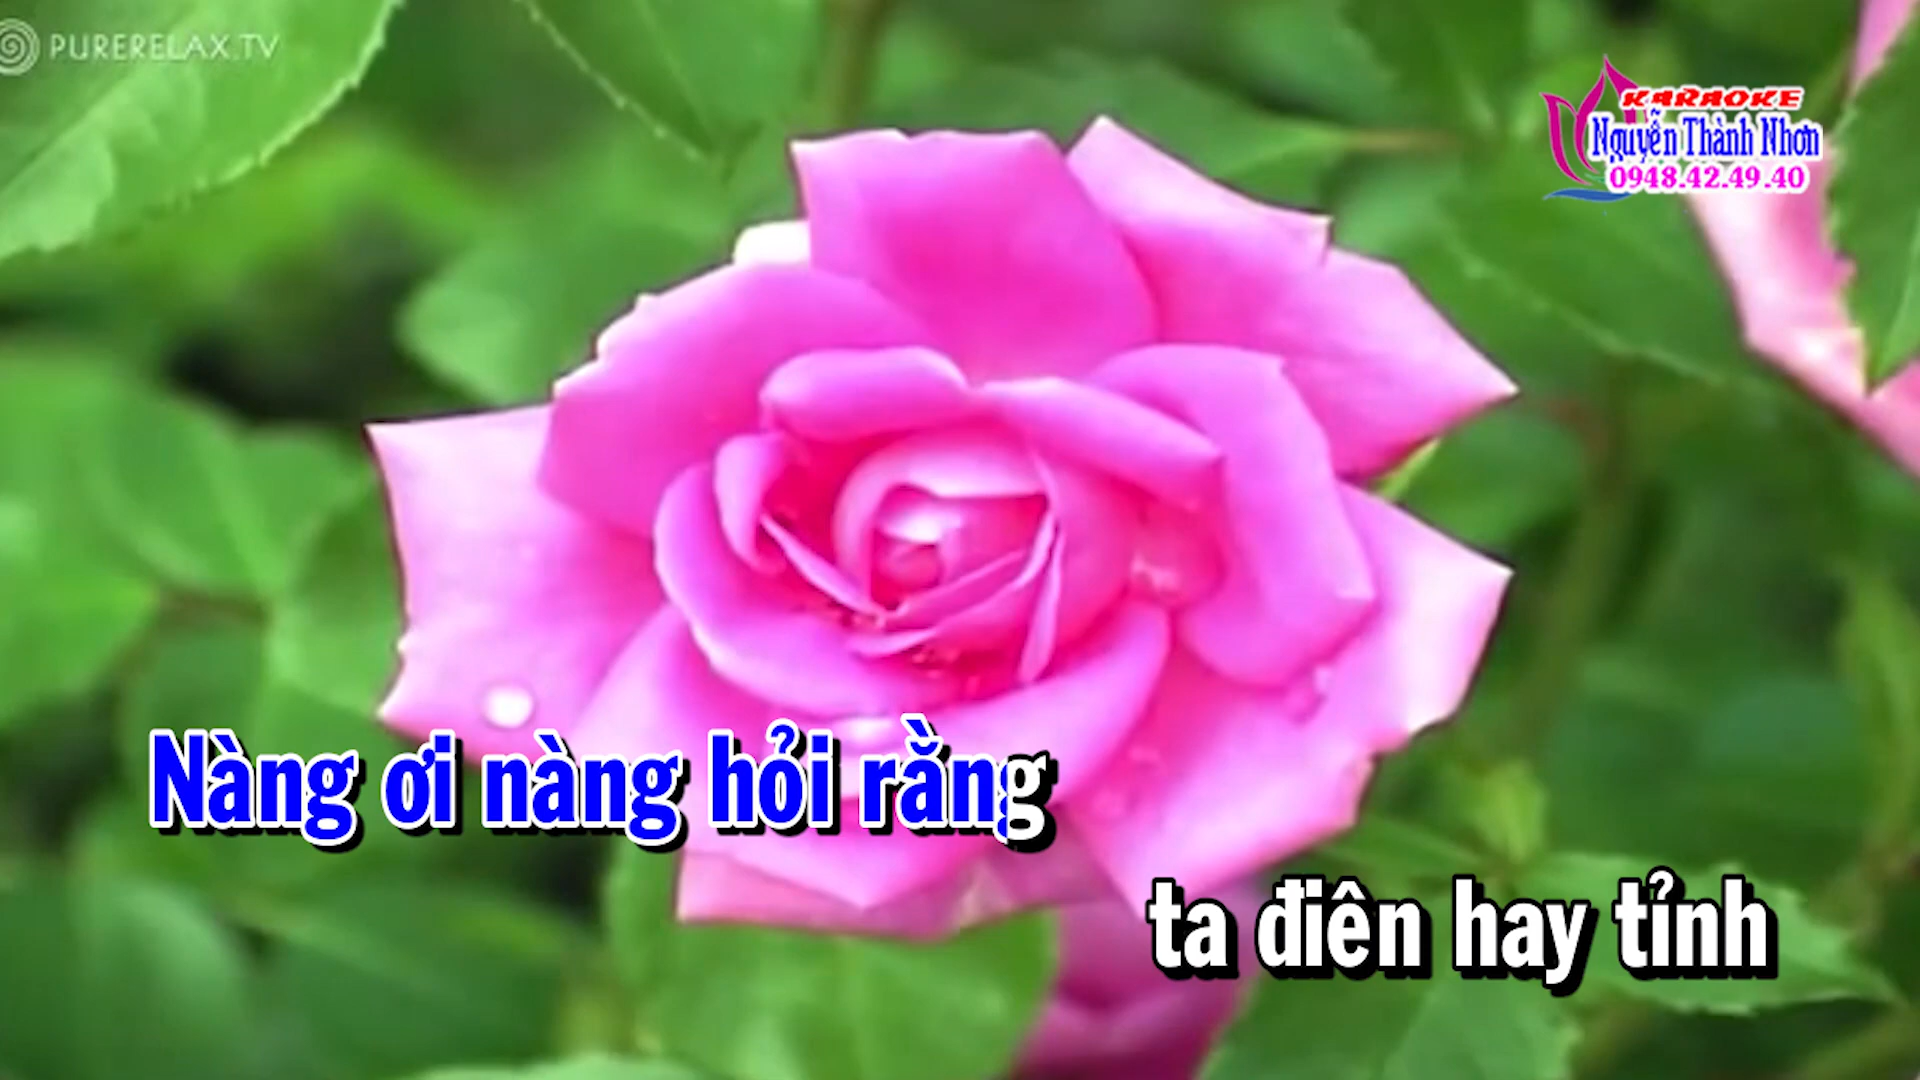 PURERELAX.TV
KARAOKE
Nguyễn Thành Nhơn
0948.42.49.40
Nàng ơi nàng hỏi rằng
ta điên hay tỉnh